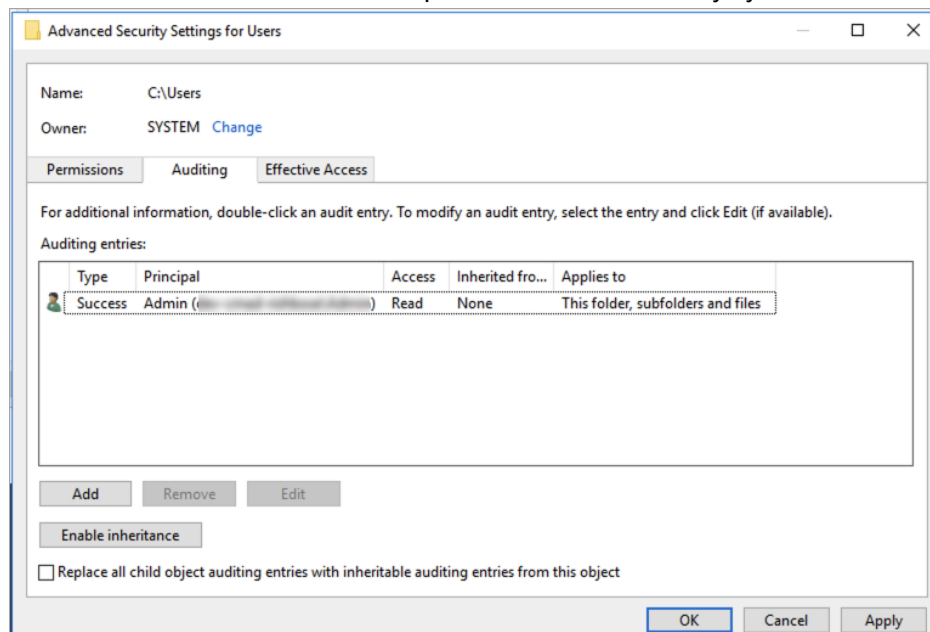 Advanced Security Settings for Users
Name: C:\Users
Owner: SYSTEM Change
Permissions Auditing Effective Access
For additional information, double-click an audit entry. To modify an audit entry, select the entry and click Edit (if available).
Auditing entries:
Type Principal Access Inherited fro... Applies to
Success Admin ( ) Read None This folder, subfolders and files
Add Remove Edit
Enable inheritance
Replace all child object auditing entries with inheritable auditing entries from this object
OK Cancel Apply